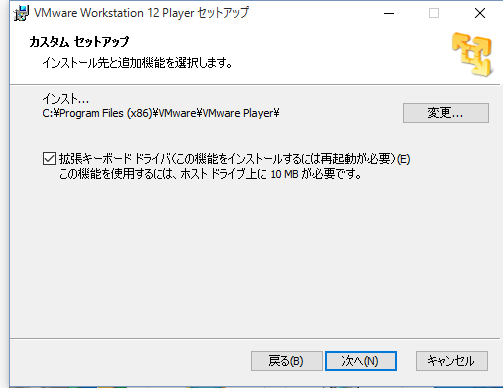 VMware Workstation 12 Player セットアップ
カスタム セットアップ
インストール先と追加機能を選択します。
インスト...
C:¥Program Files (x86)¥VMware¥VMware Player¥
変更...
拡張キーボード ドライバ(この機能をインストールするには再起動が必要)(E)
この機能を使用するには、ホスト ドライブ上に 10 MB が必要です。
戻る(B)
次へ(N)
キャンセル